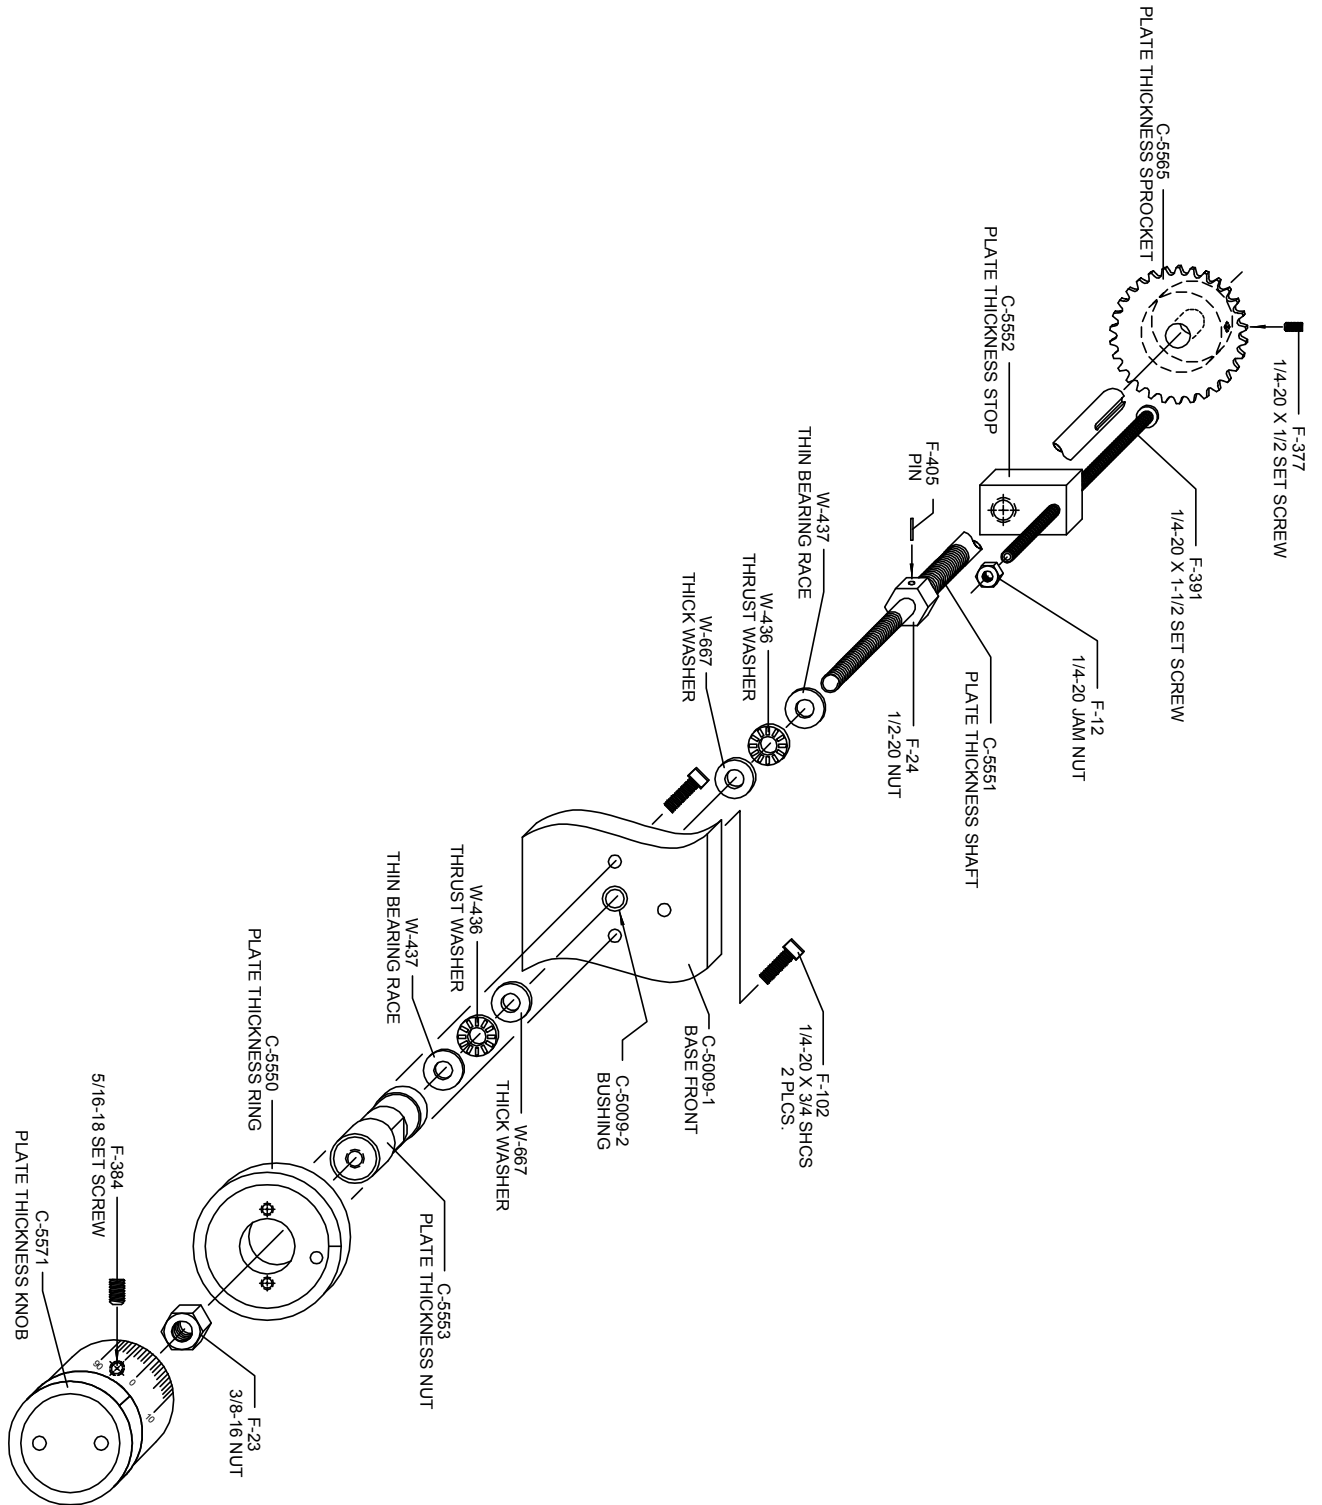 F-377
1/4-20 X 1/2 SET SCREW
C-5565
PLATE THICKNESS SPROCKET
F-391
1/4-20 X 1-1/2 SET SCREW
C-5552
PLATE THICKNESS STOP
F-12
1/4-20 JAM NUT
F-405
PIN
C-5551
PLATE THICKNESS SHAFT
W-437
THIN BEARING RACE
F-24
1/2-20 NUT
W-436
THRUST WASHER
W-667
THICK WASHER
F-102
1/4-20 X 3/4 SHCS
2 PLCS.
C-5009-1
BASE FRONT
C-5009-2
BUSHING
W-436
THRUST WASHER
W-437
THIN BEARING RACE
W-667
THICK WASHER
C-5550
PLATE THICKNESS RING
C-5553
PLATE THICKNESS NUT
F-384
5/16-18 SET SCREW
C-5571
PLATE THICKNESS KNOB
F-23
3/8-16 NUT
90
0
10